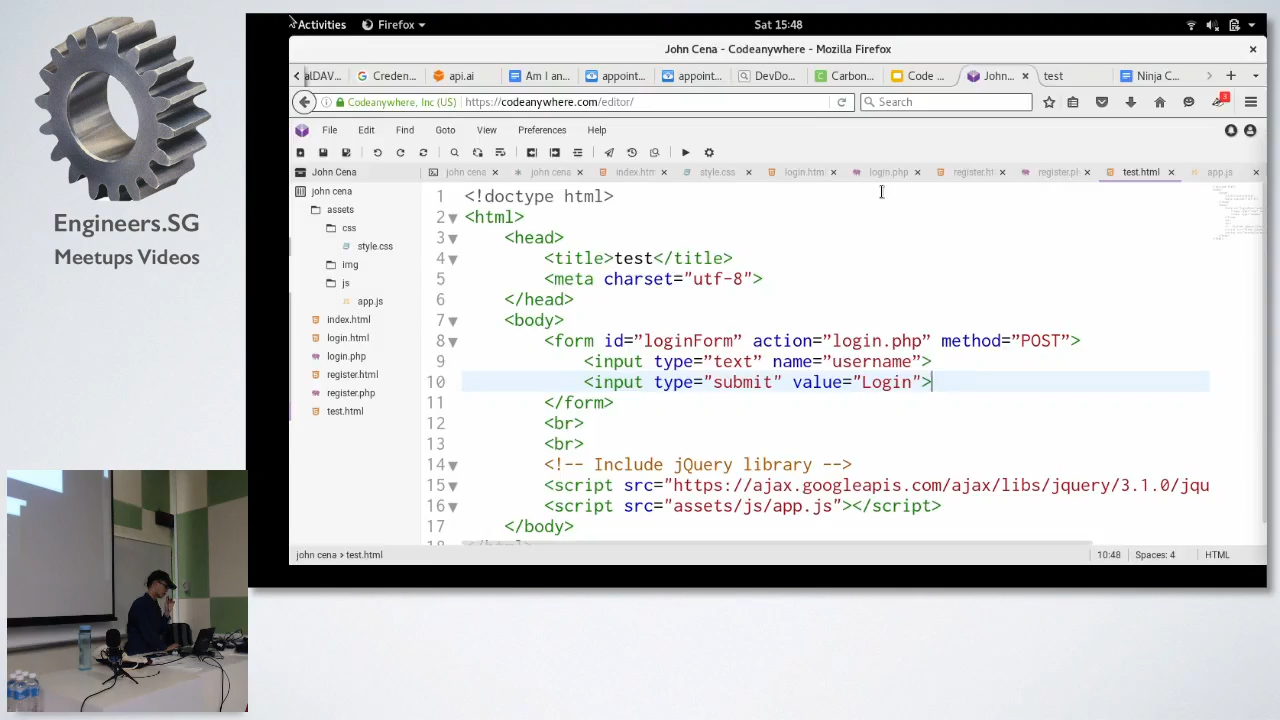 Engineers.SG
Meetups Videos
Activities
Firefox
Sat 15:48
John Cena - Codeanywhere - Mozilla Firefox
alDAV...
Creden...
api.ai
Am I an...
appoint...
appoint...
DevDo...
Carbon...
Code ...
John...
test
Ninja C...
Codeanywhere, Inc (US)
https://codeanywhere.com/editor/
Search
3
File
Edit
Find
Goto
View
Preferences
Help
John Cena
john cena
john cena
index.html
style.css
login.htm
login.php
register.ht
register.ph
test.html
app.js
john cena
assets
css
style.css
img
js
app.js
index.html
login.html
login.php
register.html
register.php
test.html
1 <!doctype html>
2 <html>
3 <head>
4 <title>test</title>
5 <meta charset="utf-8">
6 </head>
7 <body>
8 <form id="loginForm” action=”login.php” method=”POST”>
9 <input type=”text” name=”username”>
10 <input type=”submit” value=”Login”>
11 </form>
12 <br>
13 <br>
14 <!-- Include jQuery library -->
15 <script src="https://ajax.googleapis.com/ajax/libs/jquery/3.1.0/jqu
16 <script src="assets/js/app.js"></script>
17 </body>
18 </html>
john cena › test.html
10:48
Spaces: 4
HTML